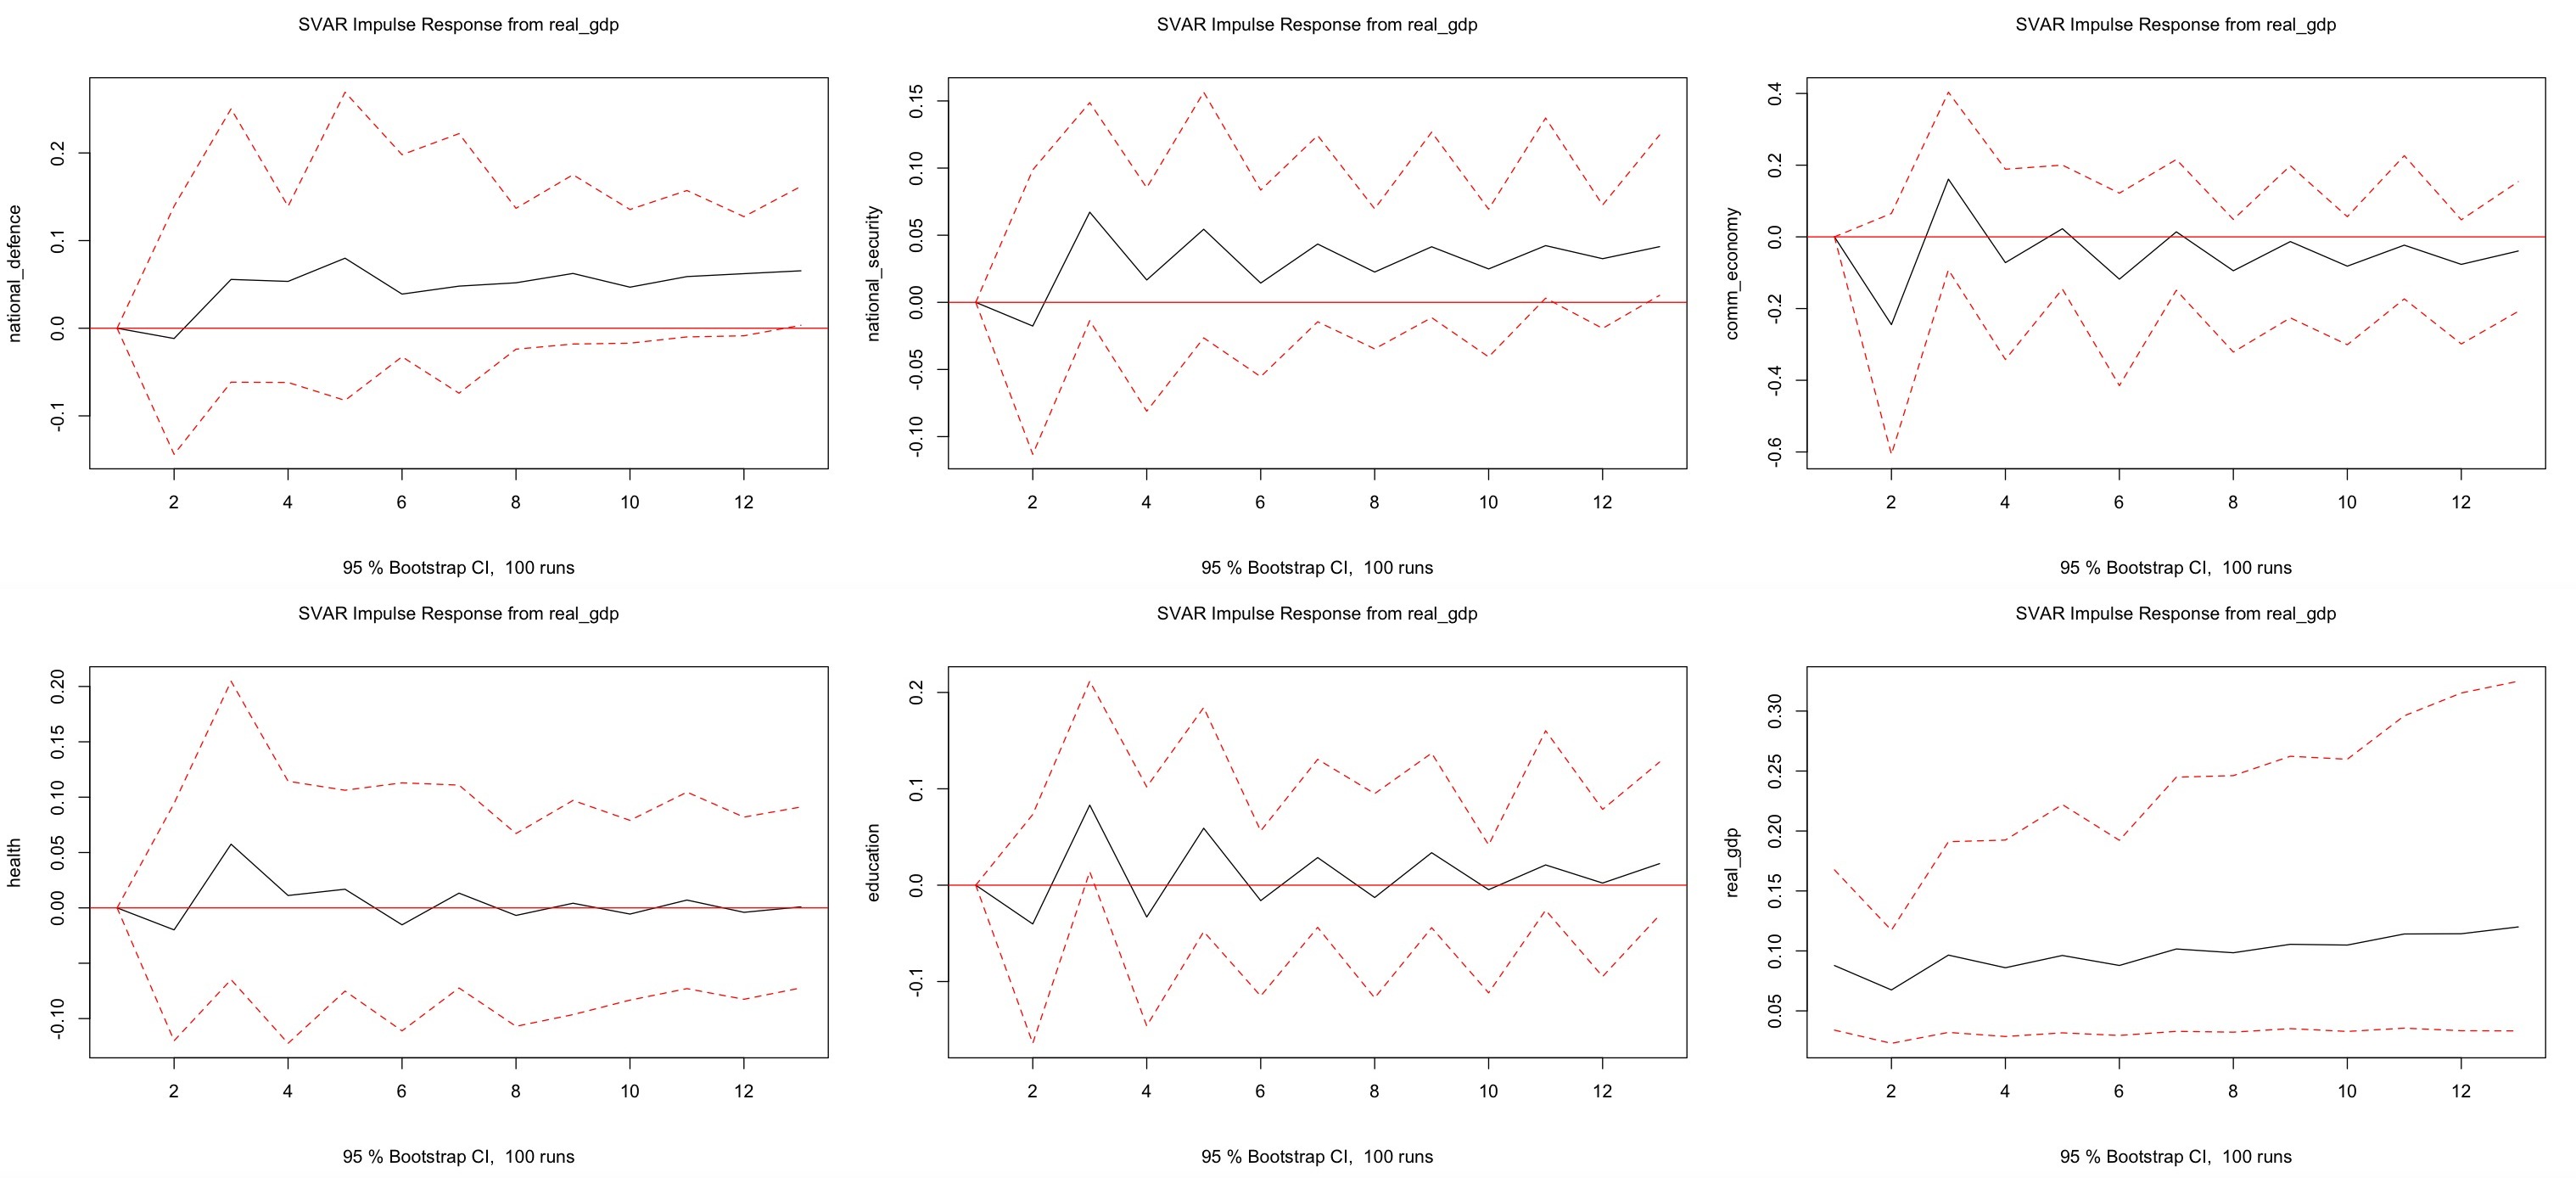 SVAR Impulse Response from real_gdp
national_defence
0.2
0.1
0.0
-0.1
2 4 6 8 10 12
95 % Bootstrap CI, 100 runs
SVAR Impulse Response from real_gdp
national_security
0.15
0.10
0.05
0.00
-0.05
-0.10
2 4 6 8 10 12
95 % Bootstrap CI, 100 runs
SVAR Impulse Response from real_gdp
comm_economy
0.4
0.2
0.0
-0.2
-0.4
-0.6
2 4 6 8 10 12
95 % Bootstrap CI, 100 runs
SVAR Impulse Response from real_gdp
health
0.20
0.15
0.10
0.05
0.00
-0.10
2 4 6 8 10 12
95 % Bootstrap CI, 100 runs
SVAR Impulse Response from real_gdp
education
0.2
0.1
0.0
-0.1
2 4 6 8 10 12
95 % Bootstrap CI, 100 runs
SVAR Impulse Response from real_gdp
real_gdp
0.30
0.25
0.20
0.15
0.10
0.05
2 4 6 8 10 12
95 % Bootstrap CI, 100 runs